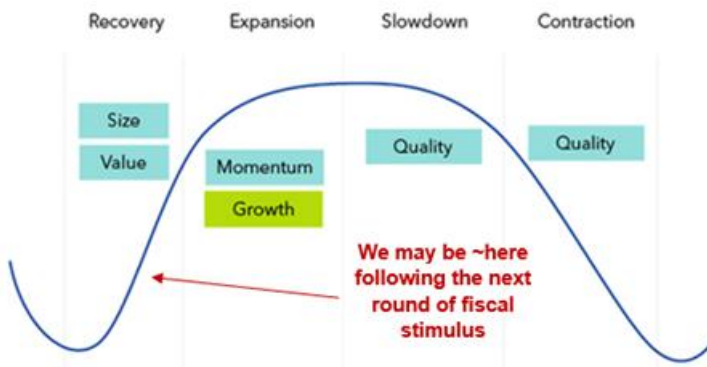 Recovery
Expansion
Slowdown
Contraction
Size
Value
Momentum
Growth
Quality
Quality
We may be ~here
following the next
round of fiscal
stimulus